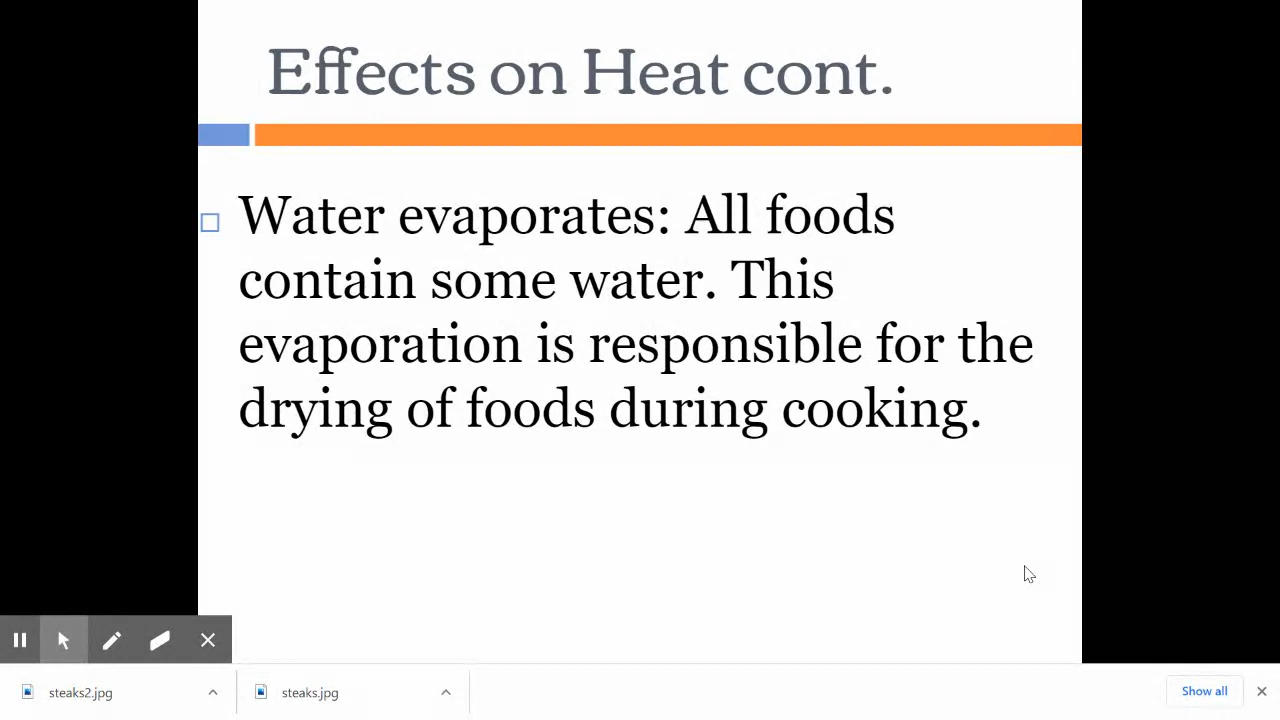 Effects on Heat cont.
Water evaporates: All foods
contain some water. This
evaporation is responsible for the
drying of foods during cooking.
steaks2.jpg
steaks.jpg
Show all